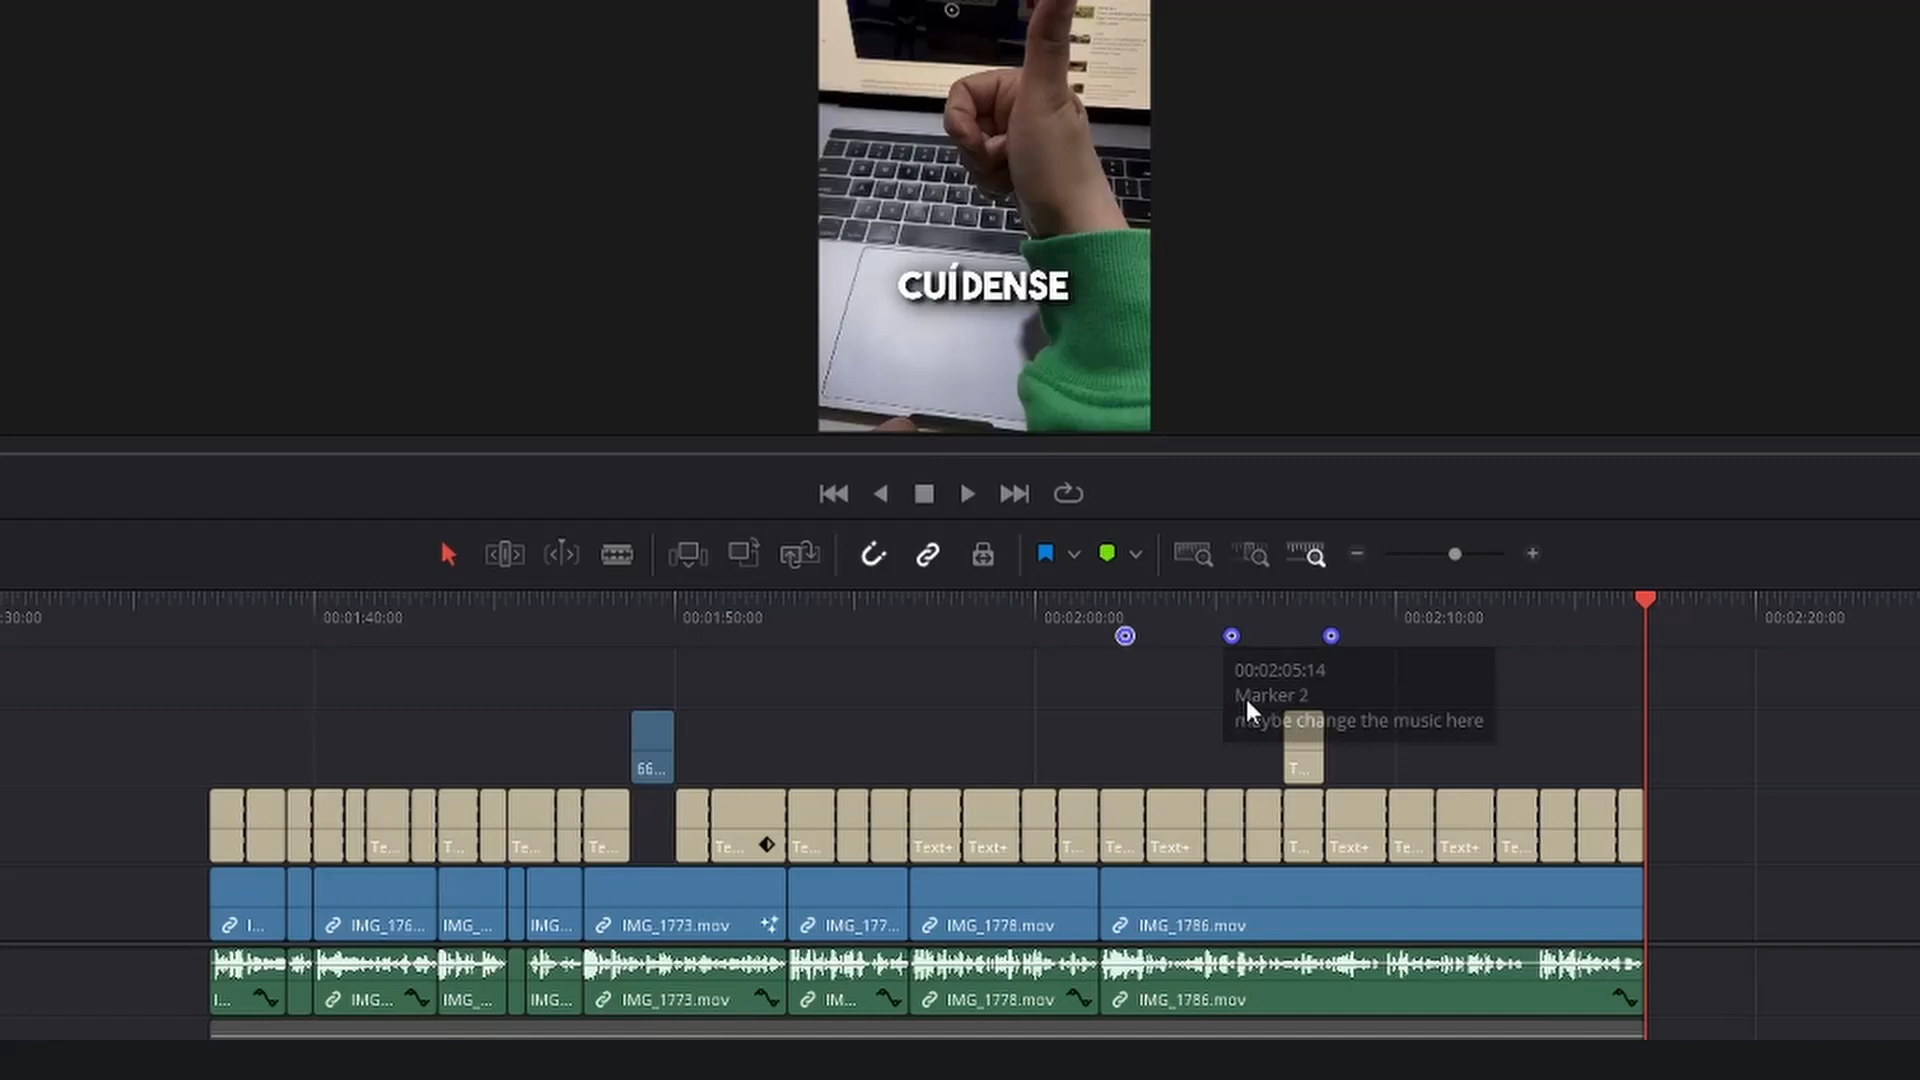 CUÍDENSE
:30:00
00:01:40:00
00:01:50:00
00:02:00:00
00:02:10:00
00:02:20:00
00:02:05:14
Marker 2
maybe change the music here
66...
T...
Te...
T...
Te...
Te...
Te...
Te...
Text+
Text+
T...
Te...
Text+
T...
Text+
Te...
Text+
Te...
I...
IMG_176...
IMG_...
IMG...
IMG_1773.mov
IMG_177...
IMG_1778.mov
IMG_1786.mov
I...
IMG...
IMG_...
IMG...
IMG_1773.mov
IM...
IMG_1778.mov
IMG_1786.mov